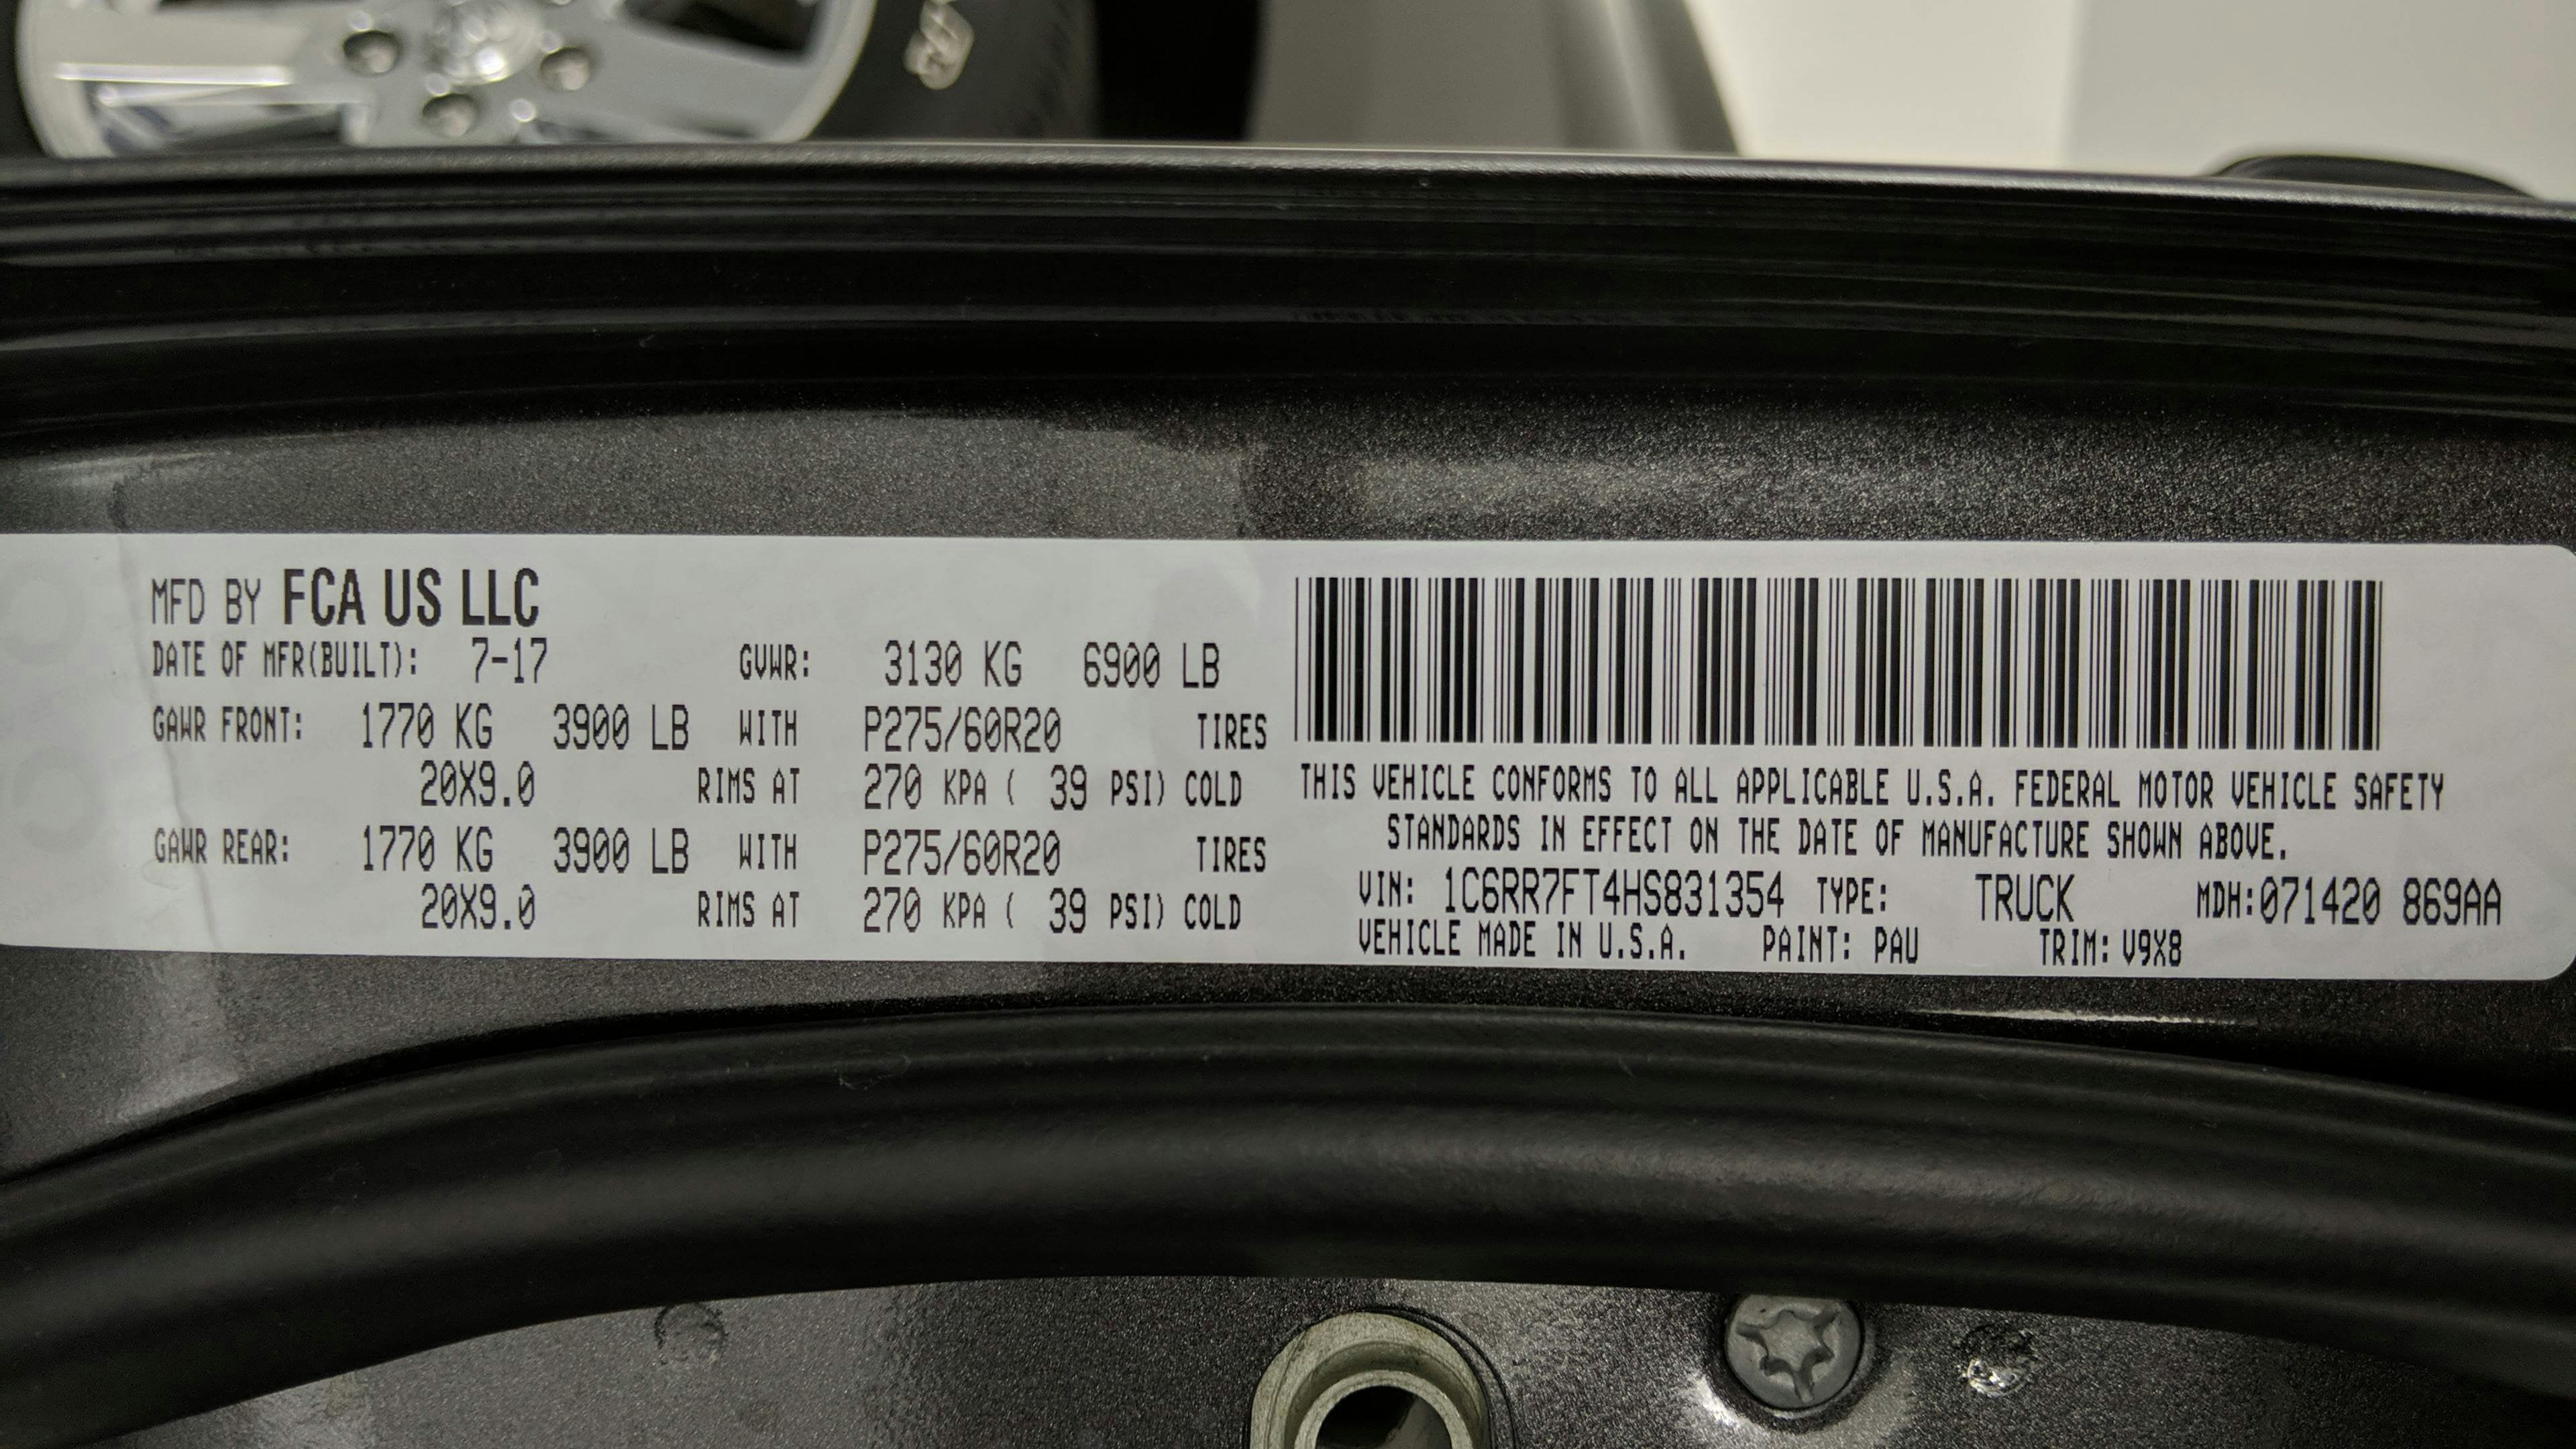 MFD BY FCA US LLC
DATE OF MFR(BUILT): 7-17 GVWR: 3130 KG 6900 LB
GAWR FRONT: 1770 KG 3900 LB WITH P275/60R20 TIRES
20X9.0 RIMS AT 270 KPA ( 39 PSI) COLD
GAWR REAR: 1770 KG 3900 LB WITH P275/60R20 TIRES
20X9.0 RIMS AT 270 KPA ( 39 PSI) COLD
THIS VEHICLE CONFORMS TO ALL APPLICABLE U.S.A. FEDERAL MOTOR VEHICLE SAFETY
STANDARDS IN EFFECT ON THE DATE OF MANUFACTURE SHOWN ABOVE.
VIN: 1C6RR7FT4HS831354 TYPE: TRUCK MDH:071420 869AA
VEHICLE MADE IN U.S.A. PAINT: PAU TRIM: V9X8